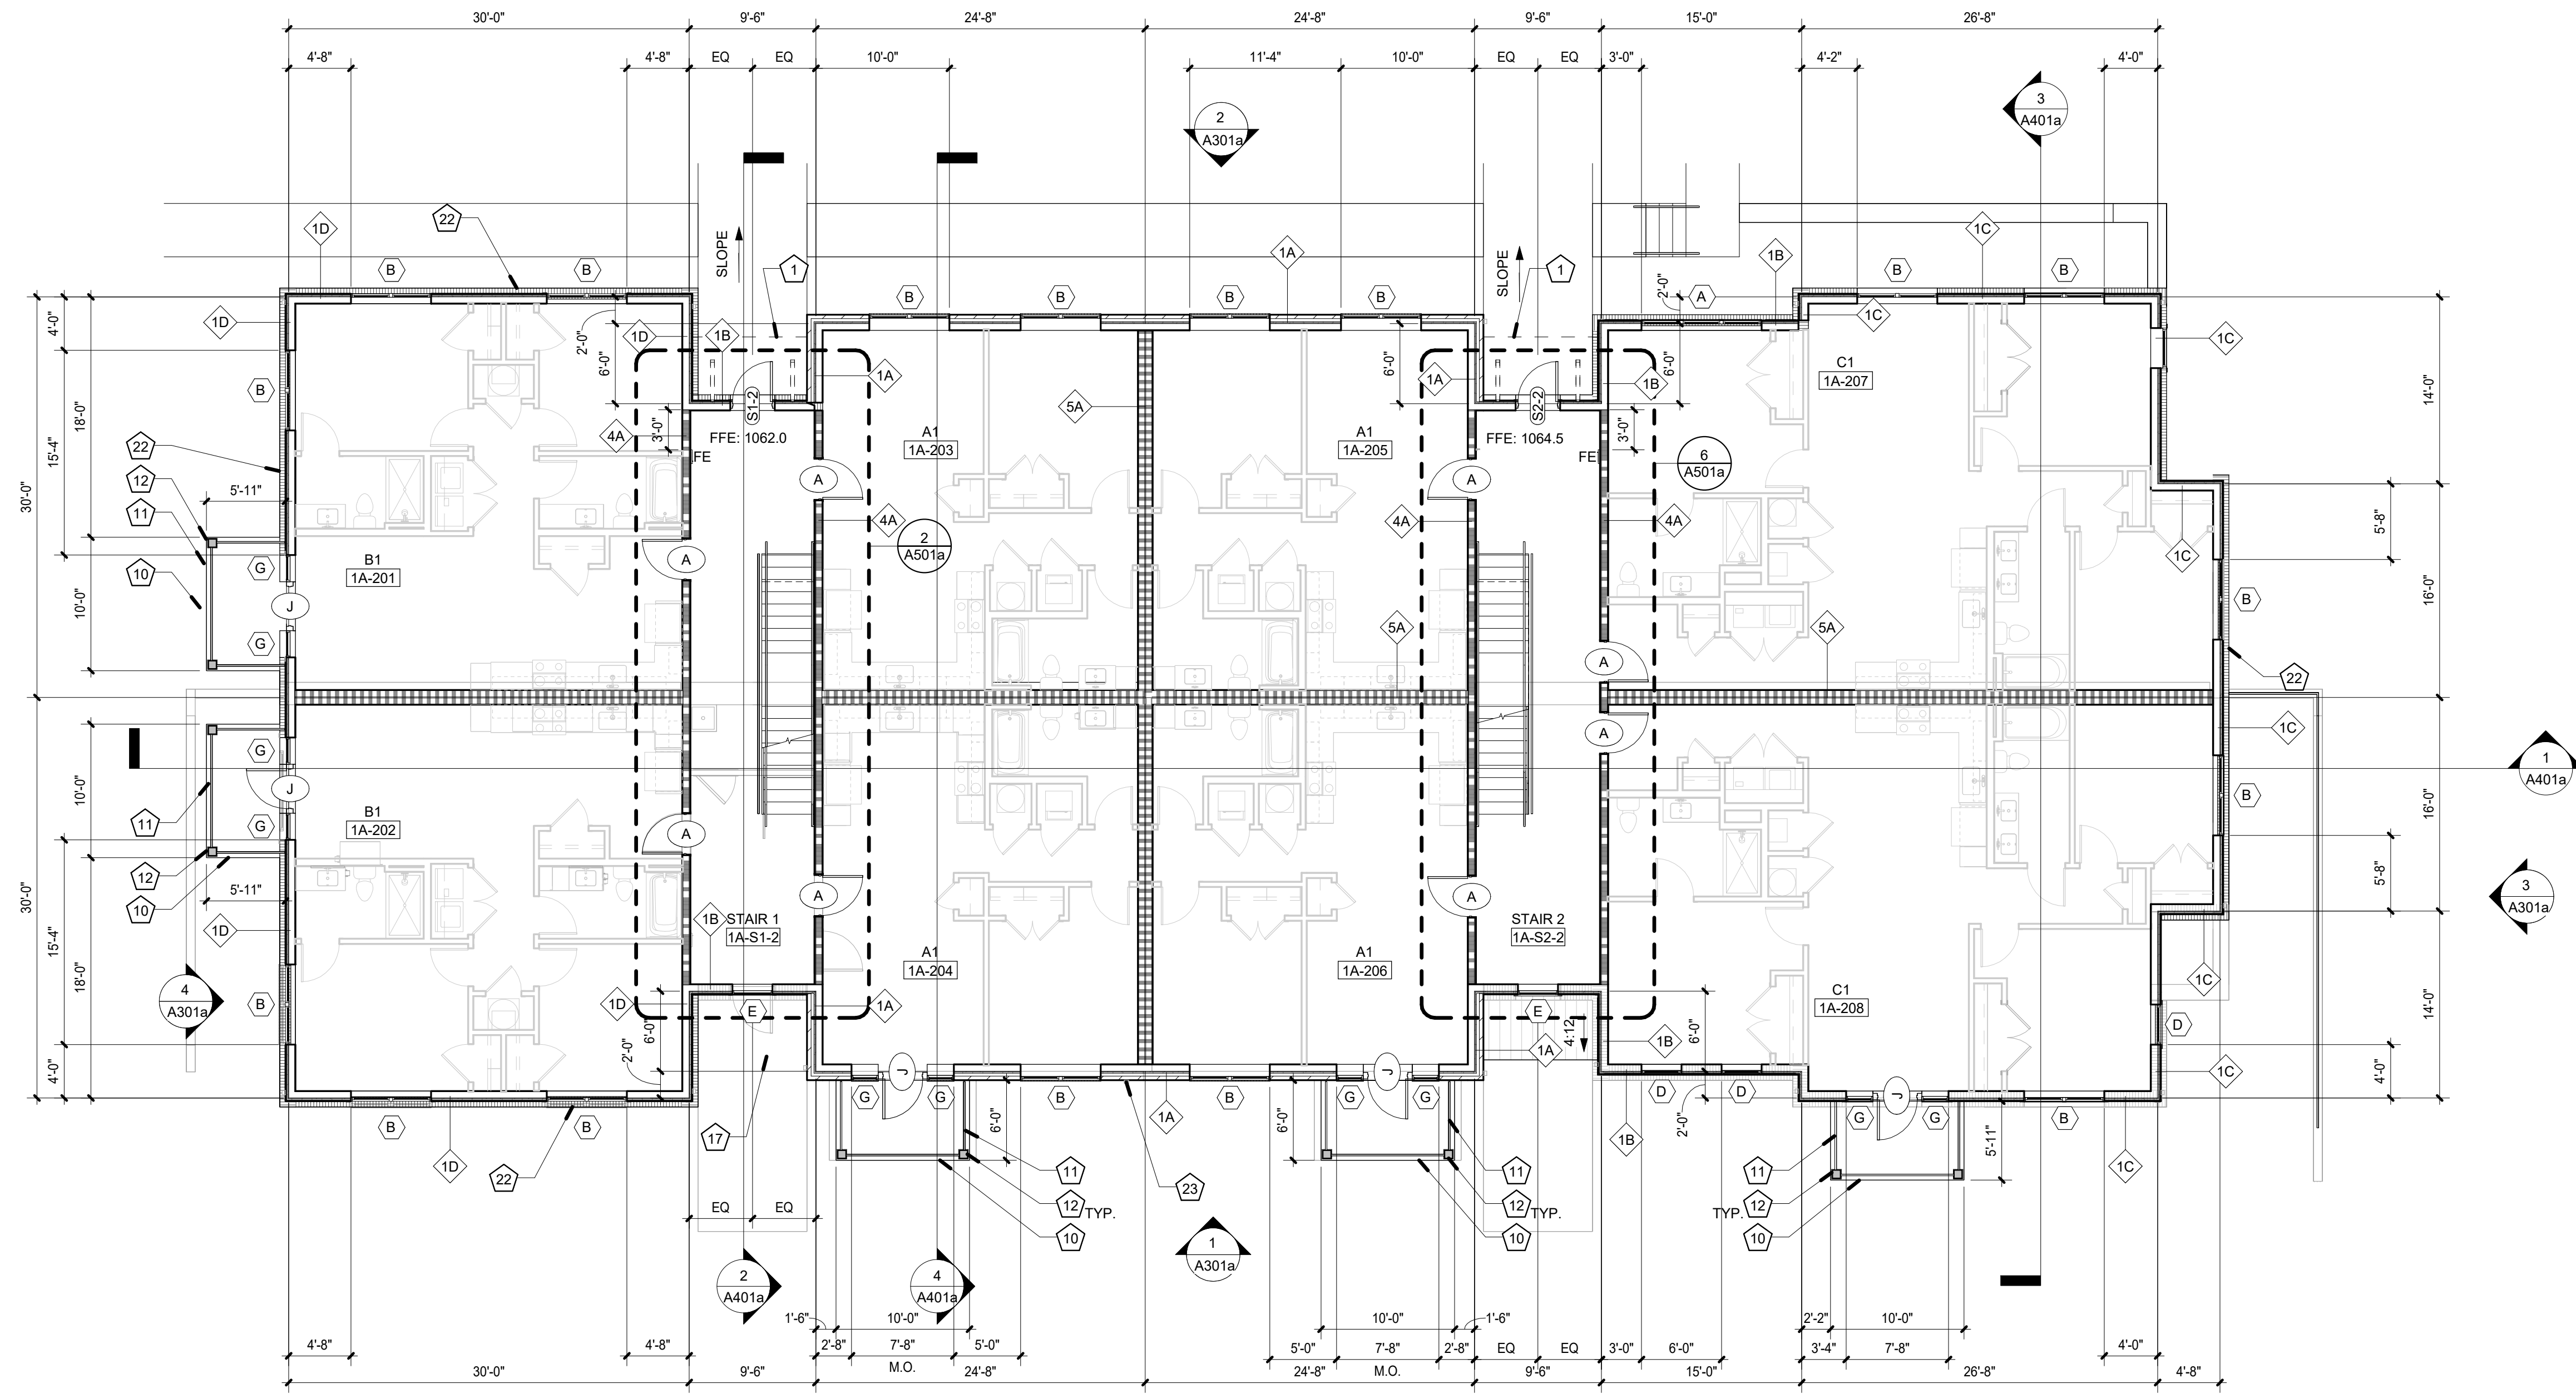 30'-0" 9'-6" 24'-8" 24'-8" 9'-6" 15'-0" 26'-8"
4'-8" 4'-8" EQ EQ 10'-0" 11'-4" 10'-0" EQ EQ 3'-0" 4'-2" 4'-0"
3
A401a
2
A301a
22
1D
SLOPE
1
1A
SLOPE
1
1B
1C
B B
2'-0"
A
B B
B B B B
4'-0"
1D
2'-0"
1D
1B
1C
1C
6'-0"
6'-0"
6'-0"
C1
1A-207
1A
1A
1B
B
S1-2
S2-2
5A
14'-0"
18'-0"
15'-4"
3'-0"
4A
FFE: 1062.0
FE
A1
1A-203
A1
1A-205
FFE: 1064.5
3'-0"
6
A501a
22
12
11
5'-11"
A
A
30'-0"
4A
4A
4A
5'-8"
2
A501a
1C
B1
1A-201
G
10
A
J
B
16'-0"
10'-0"
5A
5A
G
A
22
G
J
A
1C
1
A401a
10'-0"
B1
1A-202
G
11
A
B
16'-0"
12
5'-11"
10
A
A
5'-8"
3
A301a
30'-0"
15'-4"
18'-0"
1D
1B
STAIR 1
1A-S1-2
STAIR 2
1A-S2-2
A1
1A-204
A1
1A-206
C1
1A-208
1C
4
A301a
B
1D
E
1A
E
4:12
1A
1B
6'-0"
D
14'-0"
6'-0"
2'-0"
4'-0"
1C
4'-0"
J
J
J
B B
G G B B G G D D G G B
22
1D
17
6'-0"
1A
6'-0"
1B
2'-0"
5'-11"
1C
11
12 TYP.
10
23
11
12 TYP.
10
11
TYP. 12
10
EQ EQ
1
A301a
2
A401a
4
A401a
1'-6" 10'-0" 10'-0" 1'-6" 2'-2" 10'-0"
4'-8" 4'-8" 2'-8" 7'-8" 5'-0" 5'-0" 7'-8" 2'-8" EQ EQ 3'-0" 6'-0" 3'-4" 7'-8" 4'-0"
M.O. M.O.
30'-0" 9'-6" 24'-8" 24'-8" 9'-6" 15'-0" 26'-8" 4'-8"